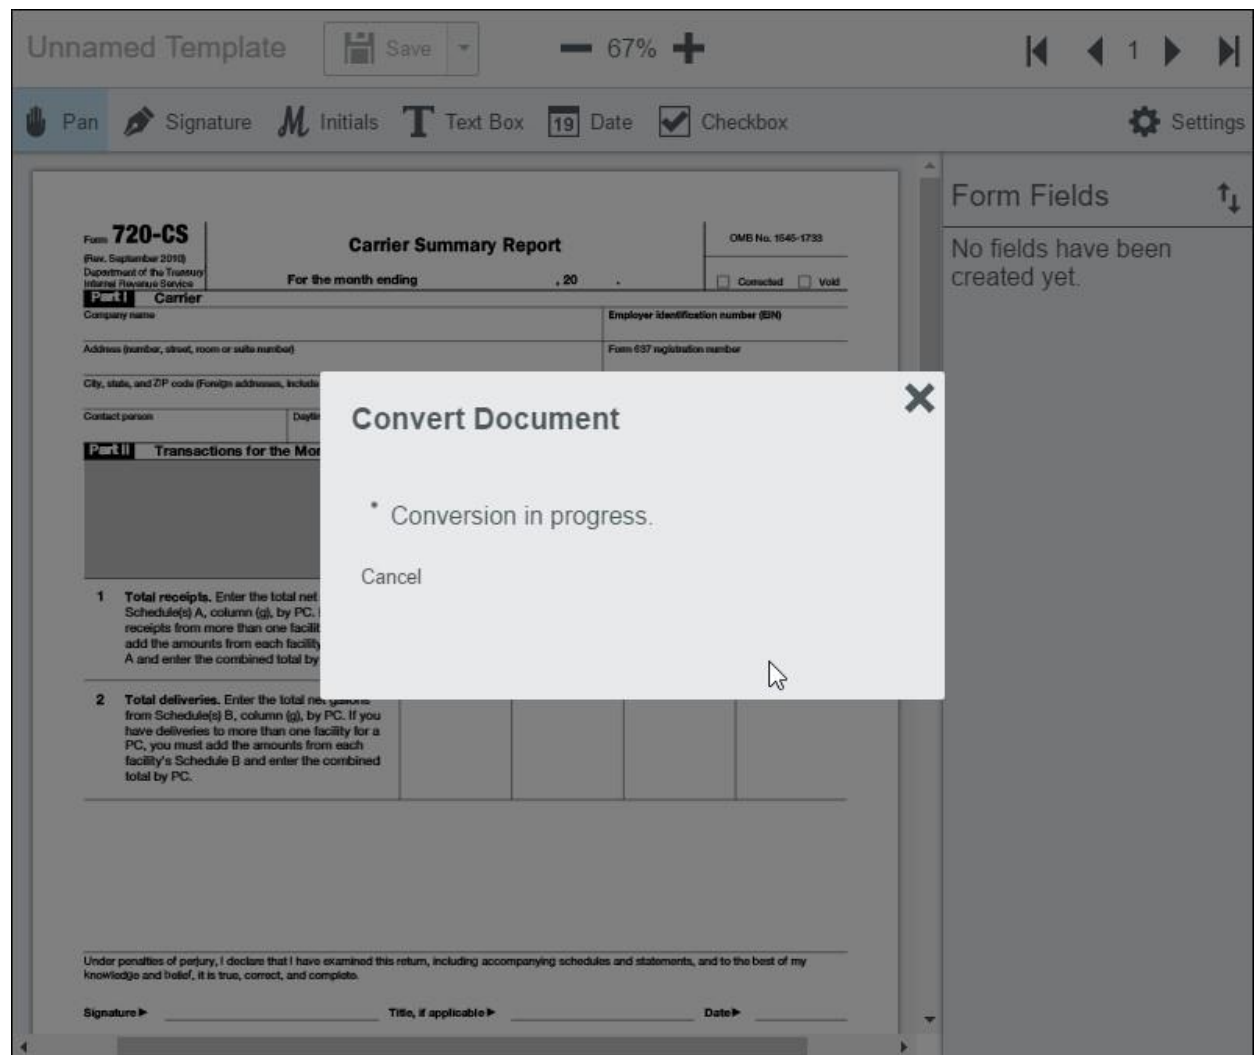 Unnamed Template Save 67% 1
Pan Signature Initials Text Box 19 Date Checkbox Settings
Form Fields
No fields have been
created yet.
Form 720-CS
(Rev. September 2010)
Department of the Treasury
Internal Revenue Service
Carrier Summary Report
For the month ending , 20 .
OMB No. 1545-1733
Corrected Void
Part I Carrier
Company name
Employer identification number (EIN)
Address (number, street, room or suite number)
Form 637 registration number
City, state, and ZIP code (Foreign addresses, include
Contact person
Part II Transactions for the
Convert Document
Conversion in progress.
Cancel
1 Total receipts. Enter the total net
Schedule(s) A, column (g), by PC.
receipts from more than one
add the amounts from each facility
A and enter the combined total by
2 Total deliveries. Enter the total net gallons
from Schedule(s) B, column (g), by PC. If you
have deliveries to more than one facility for a
PC, you must add the amounts from each
facility's Schedule B and enter the combined
total by PC.
Under penalties of perjury, I declare that I have examined this return, including accompanying schedules and statements, and to the best of my
knowledge and belief, it is true, correct, and complete.
Signature Title, if applicable Date